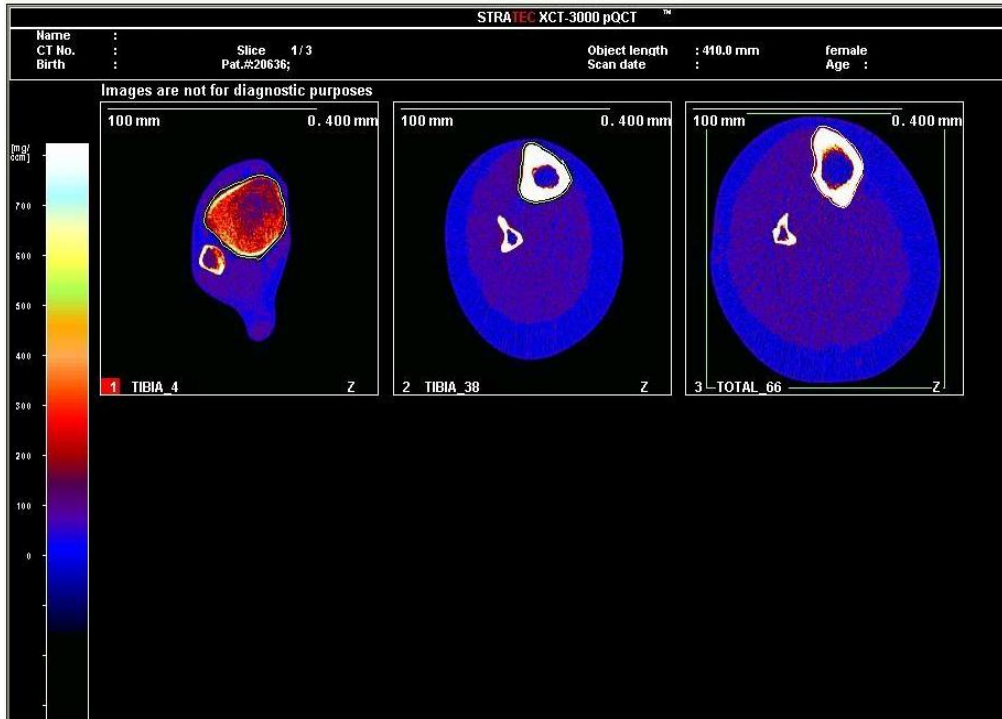 STRATEC XCT-3000 pQCT ™
Name :
CT No. : Slice 1/3 Object length : 410.0 mm female
Birth : Pat.#:20636; Scan date : Age :
Images are not for diagnostic purposes
100 mm 0. 400 mm 100 mm 0. 400 mm 100 mm 0. 400 mm
[mg/
ccm]
700
600
500
400
300
200
100
0
1 TIBIA_4 Z 2 TIBIA_38 Z 3 TOTAL_66 Z